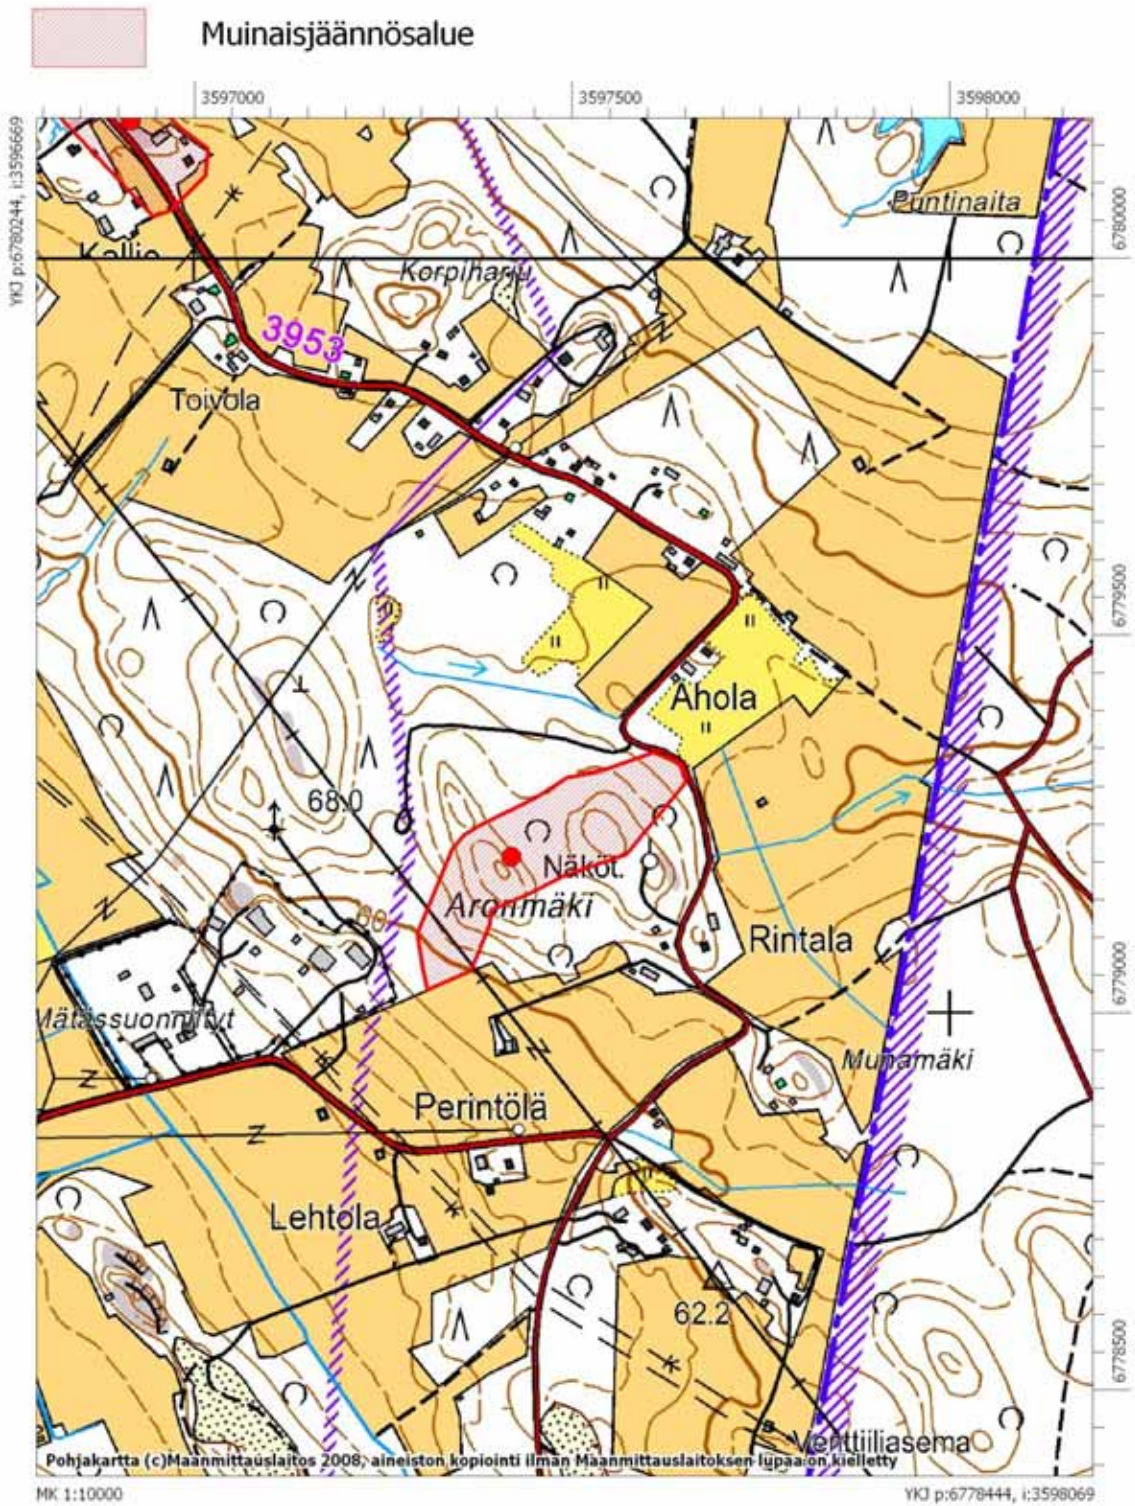 Muinaisjäännösalue
3597000
3597500
3598000
YKJ p:6780244, i:3596669
Puntinaita
6780000
Kallio
Korpiharju
3953
Toivola
6779500
Ahola
68.0
Näköt.
Aronmäki
60
Rintala
6779000
Mätässuonniityt
Munamäki
Perintölä
Lehtola
62.2
6778500
Venttiiliasema
Pohjakartta (c)Maanmittauslaitos 2008, aineiston kopiointi ilman Maanmittauslaitoksen lupaa on kielletty
MK 1:10000
YKJ p:6778444, i:3598069